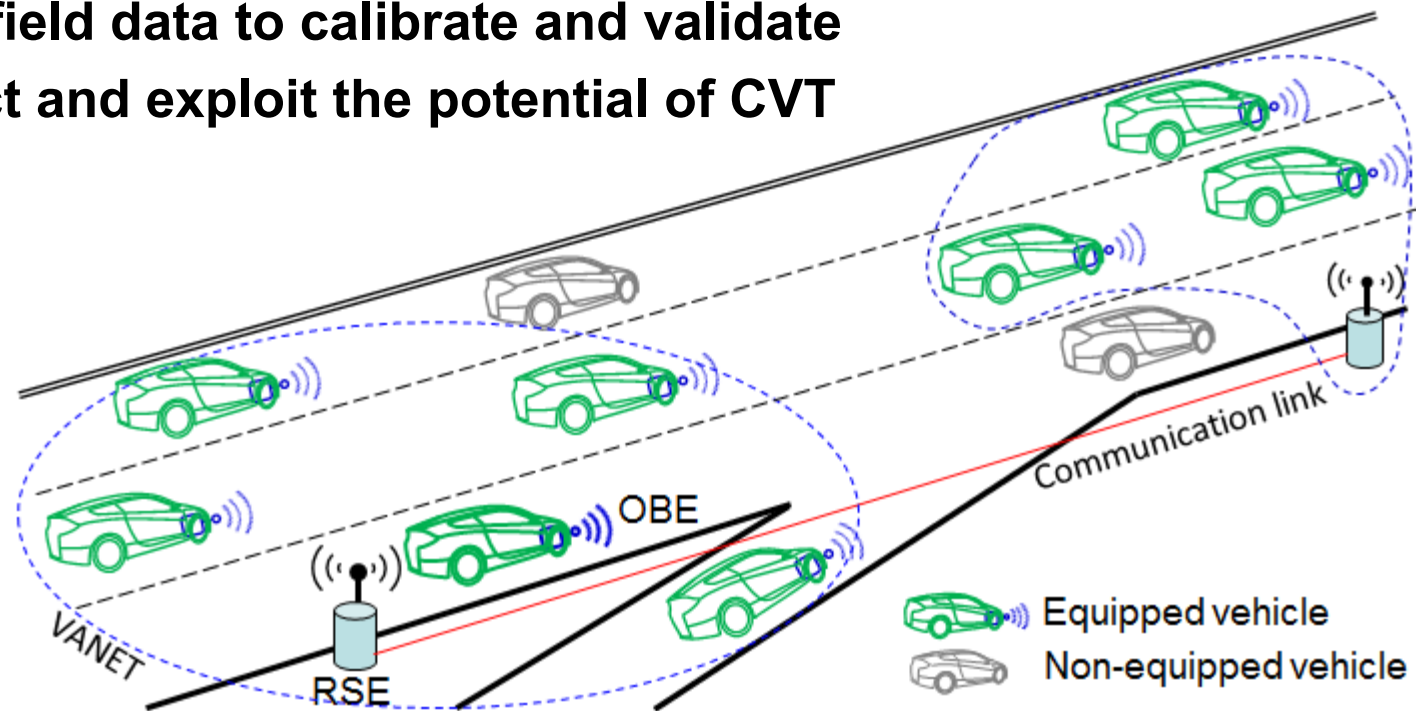 field data to calibrate and validate
ct and exploit the potential of CVT
Communication link
OBE
VANET
RSE
Equipped vehicle
Non-equipped vehicle